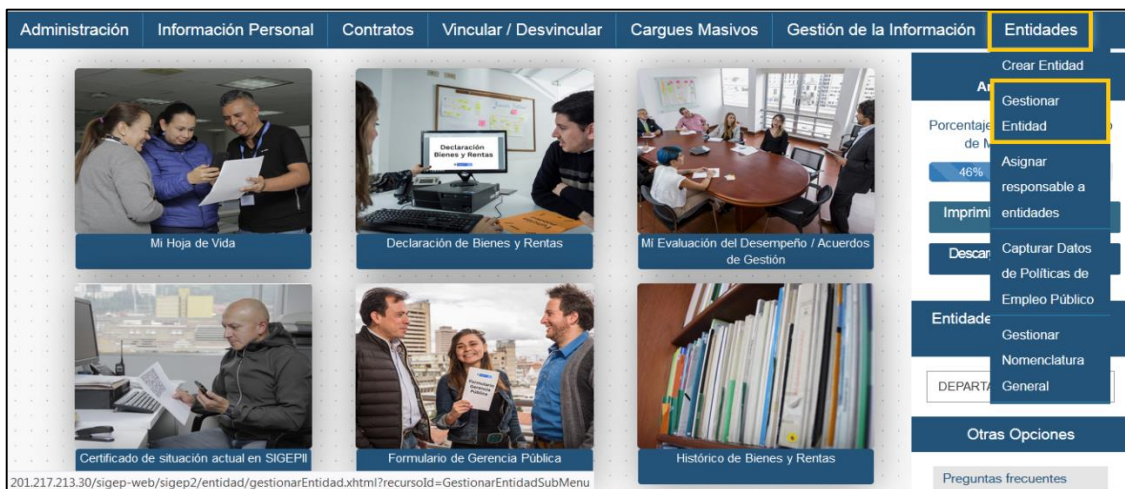 Administración Información Personal Contratos Vincular / Desvincular Cargues Masivos Gestión de la Información Entidades
Crear Entidad
Gestionar
Entidad
Asignar
responsable a
entidades
Capturar Datos
de Políticas de
Empleo Público
Gestionar
Nomenclatura
General
Porcentaje
de M
46%
Imprimi
Descar
Entidade
DEPARTA
Otras Opciones
Preguntas frecuentes
Declaración
Bienes y Rentas
Mi Hoja de Vida
Declaración de Bienes y Rentas
Mí Evaluación del Desempeño / Acuerdos
de Gestión
Formulario
Gerencia
Pública
Certificado de situación actual en SIGEPII
Formulario de Gerencia Pública
Histórico de Bienes y Rentas
201.217.213.30/sigep-web/sigep2/entidad/gestionarEntidad.xhtml?recursoId=GestionarEntidadSubMenu